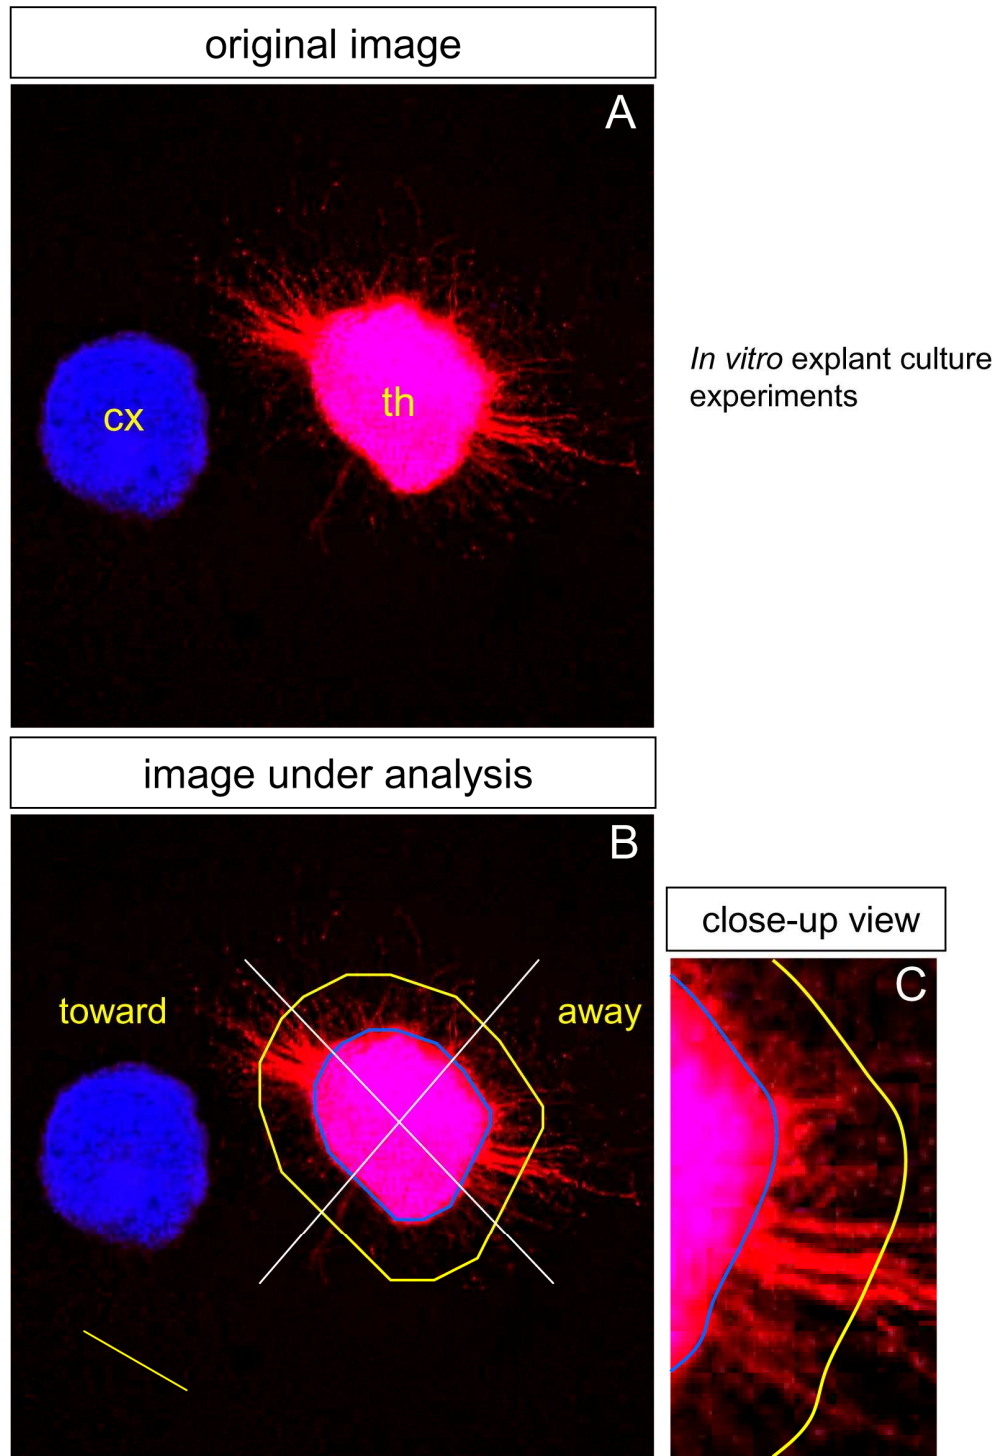 original image
A
cx
th
In vitro explant culture
experiments
image under analysis
B
toward
away
close-up view
C